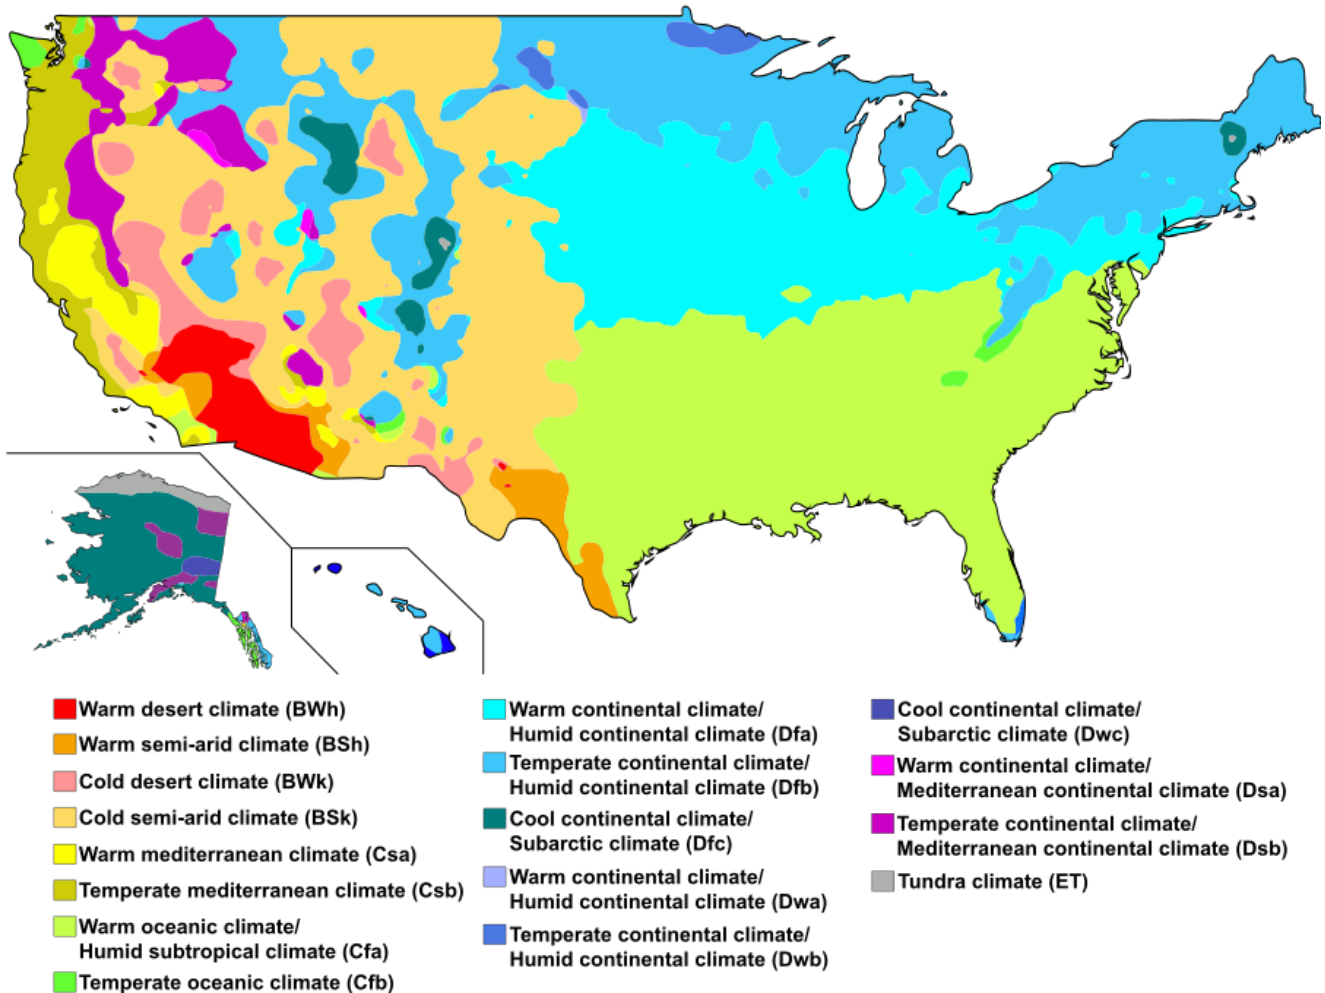 Warm desert climate (BWh)
Warm semi-arid climate (BSh)
Cold desert climate (BWk)
Cold semi-arid climate (BSk)
Warm mediterranean climate (Csa)
Temperate mediterranean climate (Csb)
Warm oceanic climate/
Humid subtropical climate (Cfa)
Temperate oceanic climate (Cfb)
Warm continental climate/
Humid continental climate (Dfa)
Temperate continental climate/
Humid continental climate (Dfb)
Cool continental climate/
Subarctic climate (Dfc)
Warm continental climate/
Humid continental climate (Dwa)
Temperate continental climate/
Humid continental climate (Dwb)
Cool continental climate/
Subarctic climate (Dwc)
Warm continental climate/
Mediterranean continental climate (Dsa)
Temperate continental climate/
Mediterranean continental climate (Dsb)
Tundra climate (ET)